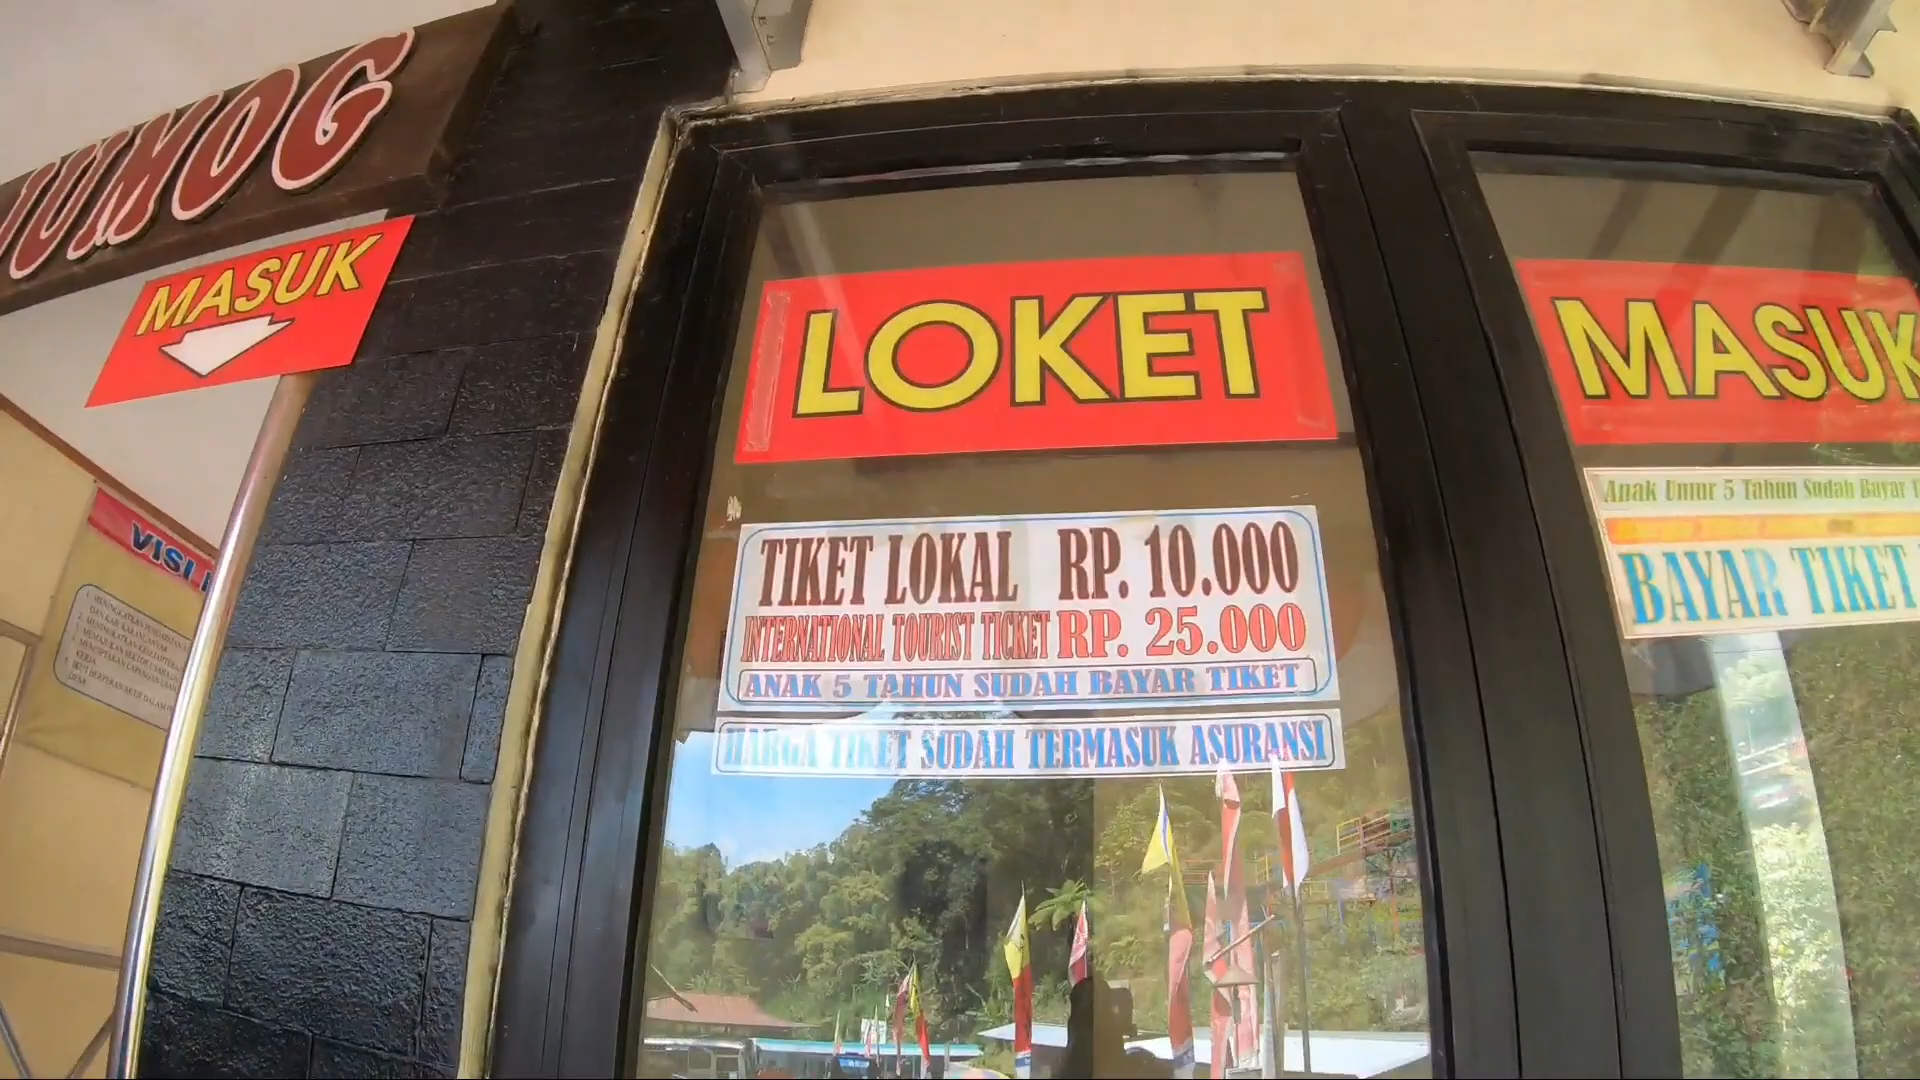 JUMOG
MASUK
LOKET
TIKET LOKAL RP. 10.000
INTERNATIONAL TOURIST TICKET RP. 25.000
ANAK 5 TAHUN SUDAH BAYAR TIKET
HARGA TIKET SUDAH TERMASUK ASURANSI
MASUK
Anak Umur 5 Tahun Sudah Bayar
BAYAR TIKET
VISI